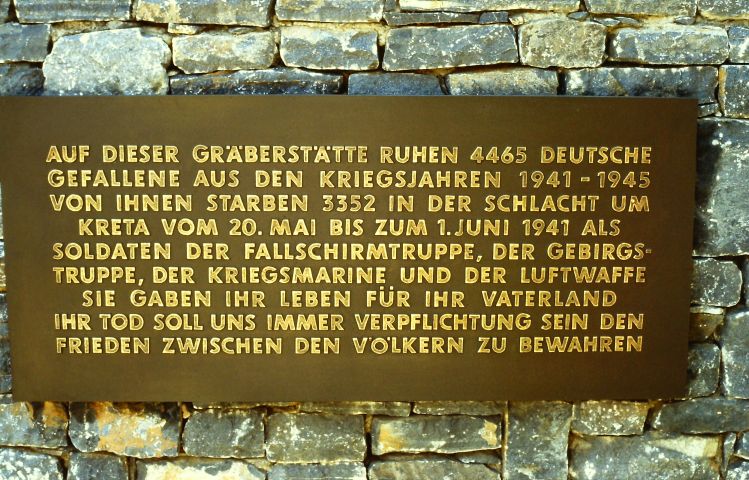 AUF DIESER GRÄBERSTÄTTE RUHEN 4465 DEUTSCHE
GEFALLENE AUS DEN KRIEGSJAHREN 1941-1945
VON IHNEN STARBEN 3352 IN DER SCHLACHT UM
KRETA VOM 20. MAI BIS ZUM 1. JUNI 1941 ALS
SOLDATEN DER FALLSCHIRMTRUPPE, DER GEBIRGS-
TRUPPE, DER KRIEGSMARINE UND DER LUFTWAFFE
SIE GABEN IHR LEBEN FÜR IHR VATERLAND
IHR TOD SOLL UNS IMMER VERPFLICHTUNG SEIN DEN
FRIEDEN ZWISCHEN DEN VÖLKERN ZU BEWAHREN